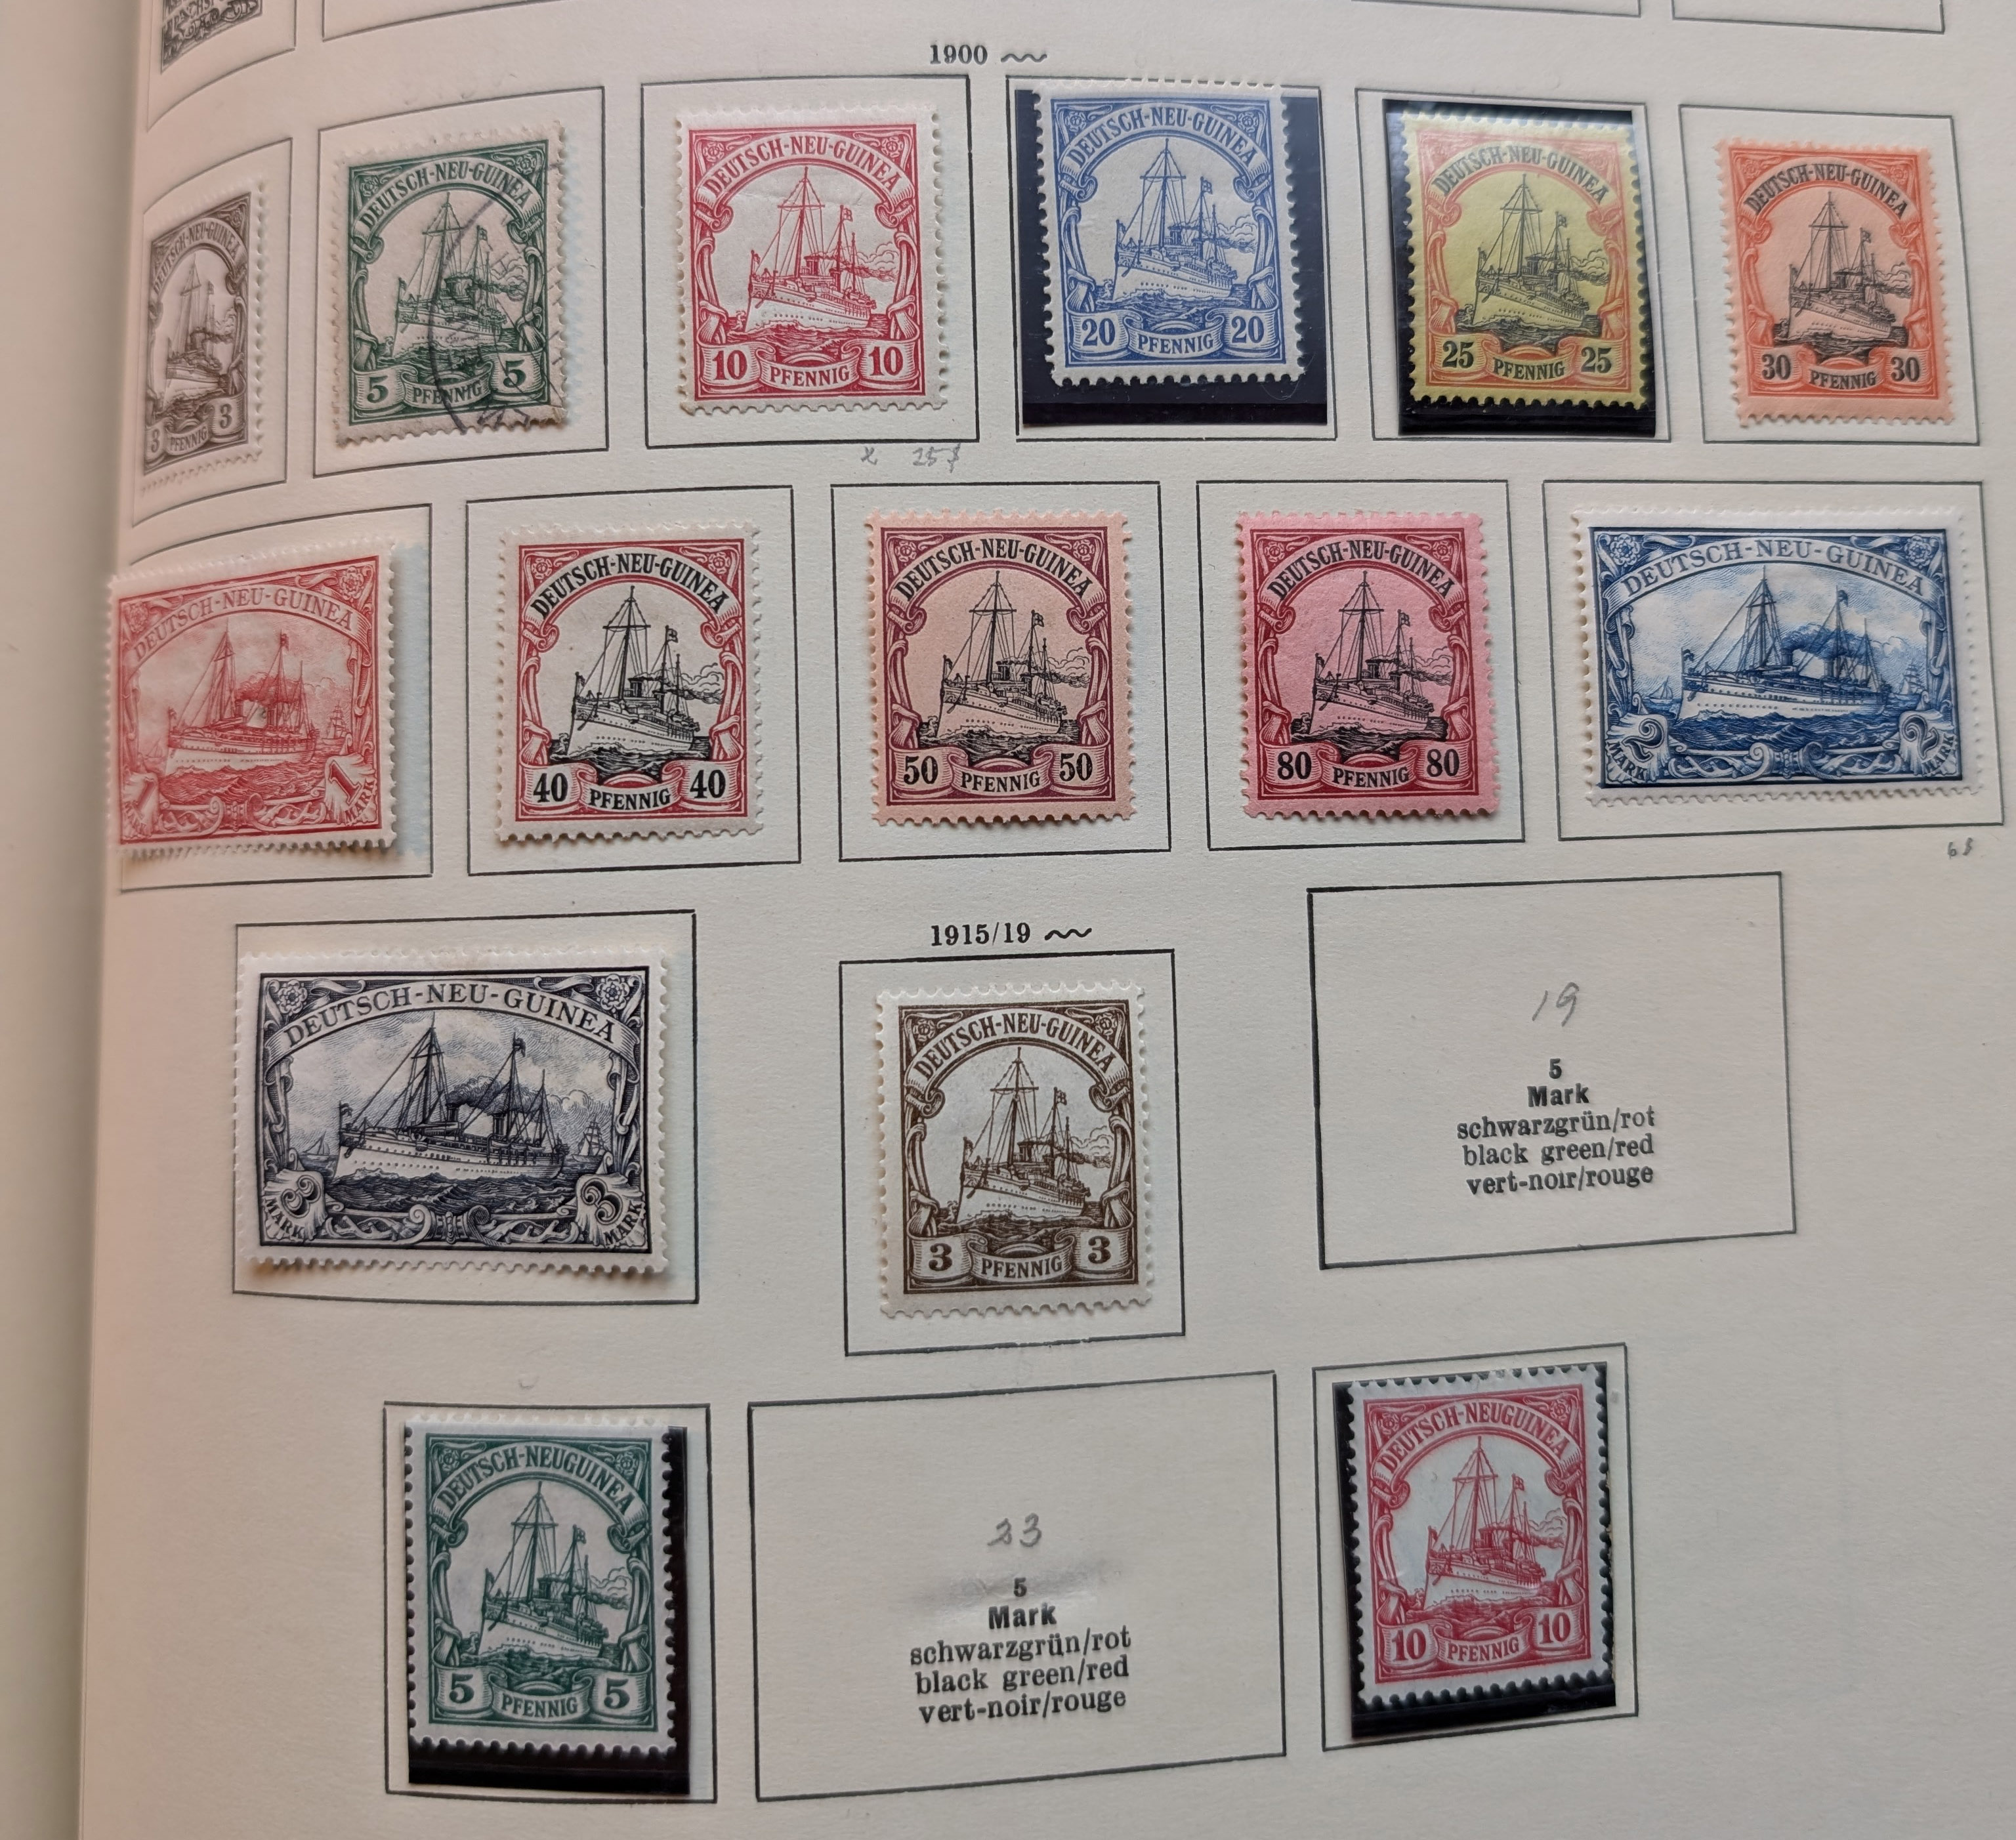 1900
DEUTSCH-NEU-GUINEA
3 PFENNIG 3
DEUTSCH-NEU-GUINEA
5 PFENNIG 5
DEUTSCH-NEU-GUINEA
10 PFENNIG 10
DEUTSCH-NEU-GUINEA
20 PFENNIG 20
DEUTSCH-NEU-GUINEA
25 PFENNIG 25
DEUTSCH-NEU-GUINEA
30 PFENNIG 30
DEUTSCH-NEU-GUINEA
1
MARK MARK
DEUTSCH-NEU-GUINEA
40 PFENNIG 40
DEUTSCH-NEU-GUINEA
50 PFENNIG 50
DEUTSCH-NEU-GUINEA
80 PFENNIG 80
DEUTSCH-NEU-GUINEA
2 2
MARK MARK
DEUTSCH-NEU-GUINEA
3 3
MARK MARK
1915/19
DEUTSCH-NEU-GUINEA
3 PFENNIG 3
19
5
Mark
schwarzgrün/rot
black green/red
vert-noir/rouge
DEUTSCH-NEUGUINEA
5 PFENNIG 5
23
5
Mark
schwarzgrün/rot
black green/red
vert-noir/rouge
DEUTSCH-NEUGUINEA
10 PFENNIG 10